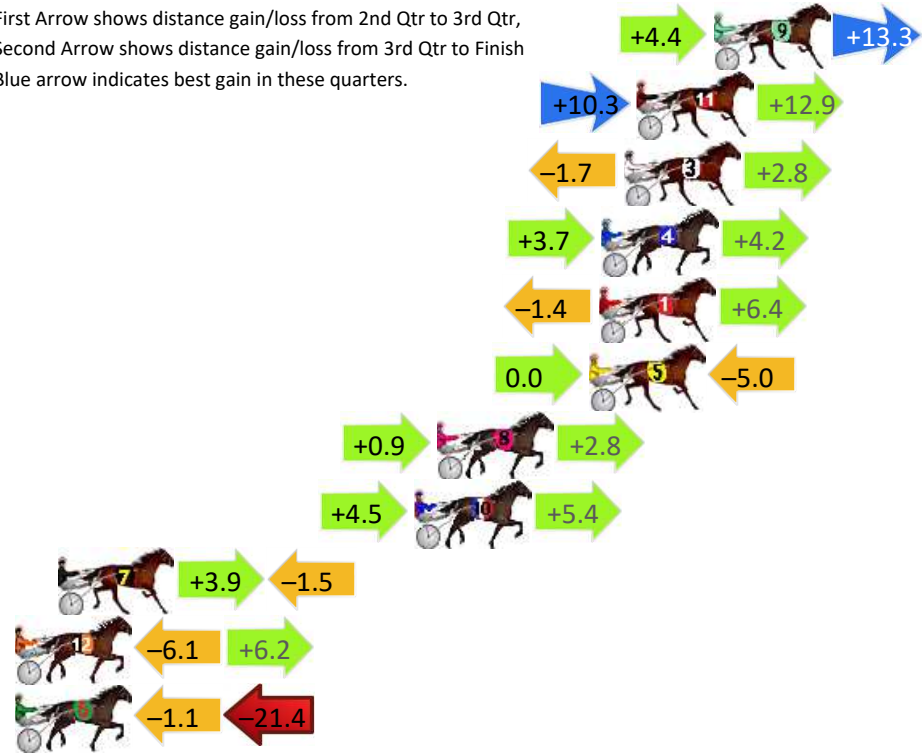 First Arrow shows distance gain/loss from 2nd Qtr to 3rd Qtr,
Second Arrow shows distance gain/loss from 3rd Qtr to Finish
Blue arrow indicates best gain in these quarters.
+4.4 9 +13.3
+10.3 11 +12.9
–1.7 3 +2.8
+3.7 4 +4.2
–1.4 1 +6.4
0.0 5 –5.0
+0.9 8 +2.8
+4.5 10 +5.4
7 +3.9 –1.5
12 –6.1 +6.2
6 –1.1 –21.4